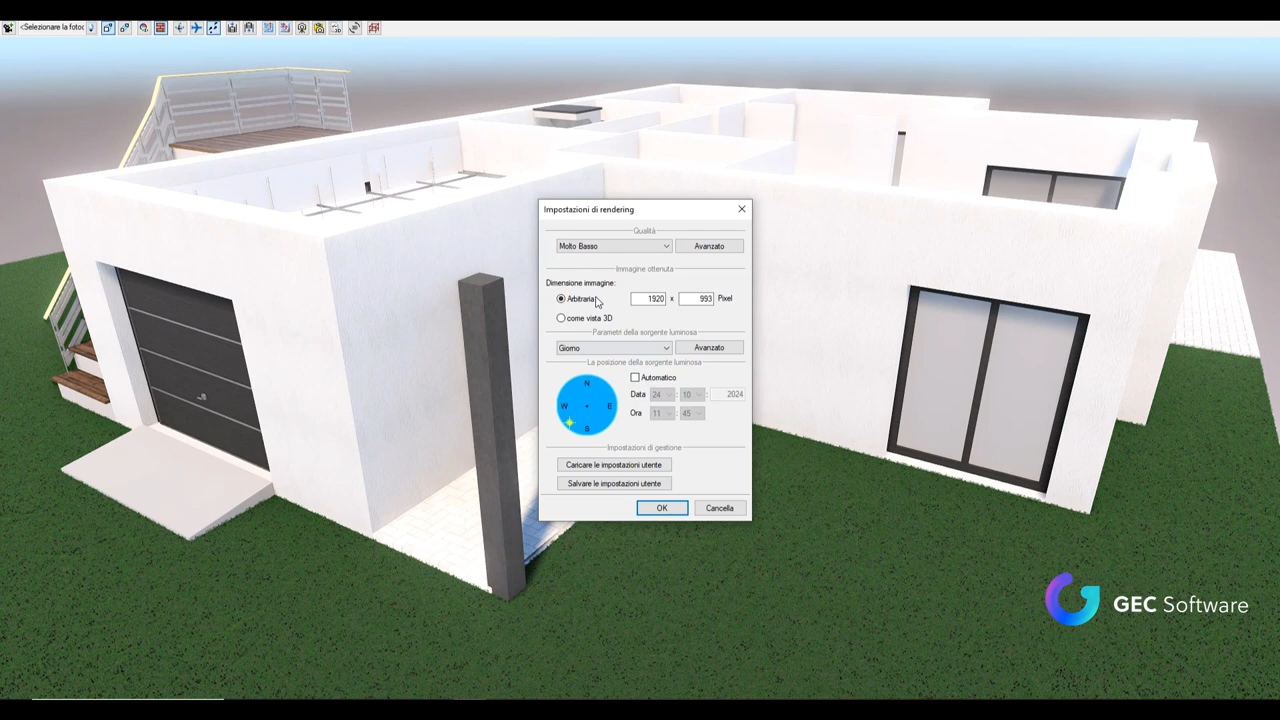 <Selezionare la fotoc
Impostazioni di rendering
Qualità
Molto Basso
Avanzato
Immagine ottenuta
Dimensione immagine:
Arbitraria
1920 x 993 Pixel
come vista 3D
Parametri della sorgente luminosa
Giorno
Avanzato
La posizione della sorgente luminosa
N
W E
S
Automatico
Data 24 10 : 2024
Ora 11 : 45
Impostazioni di gestione
Caricare le impostazioni utente
Salvare le impostazioni utente
OK
Cancella
GEC Software